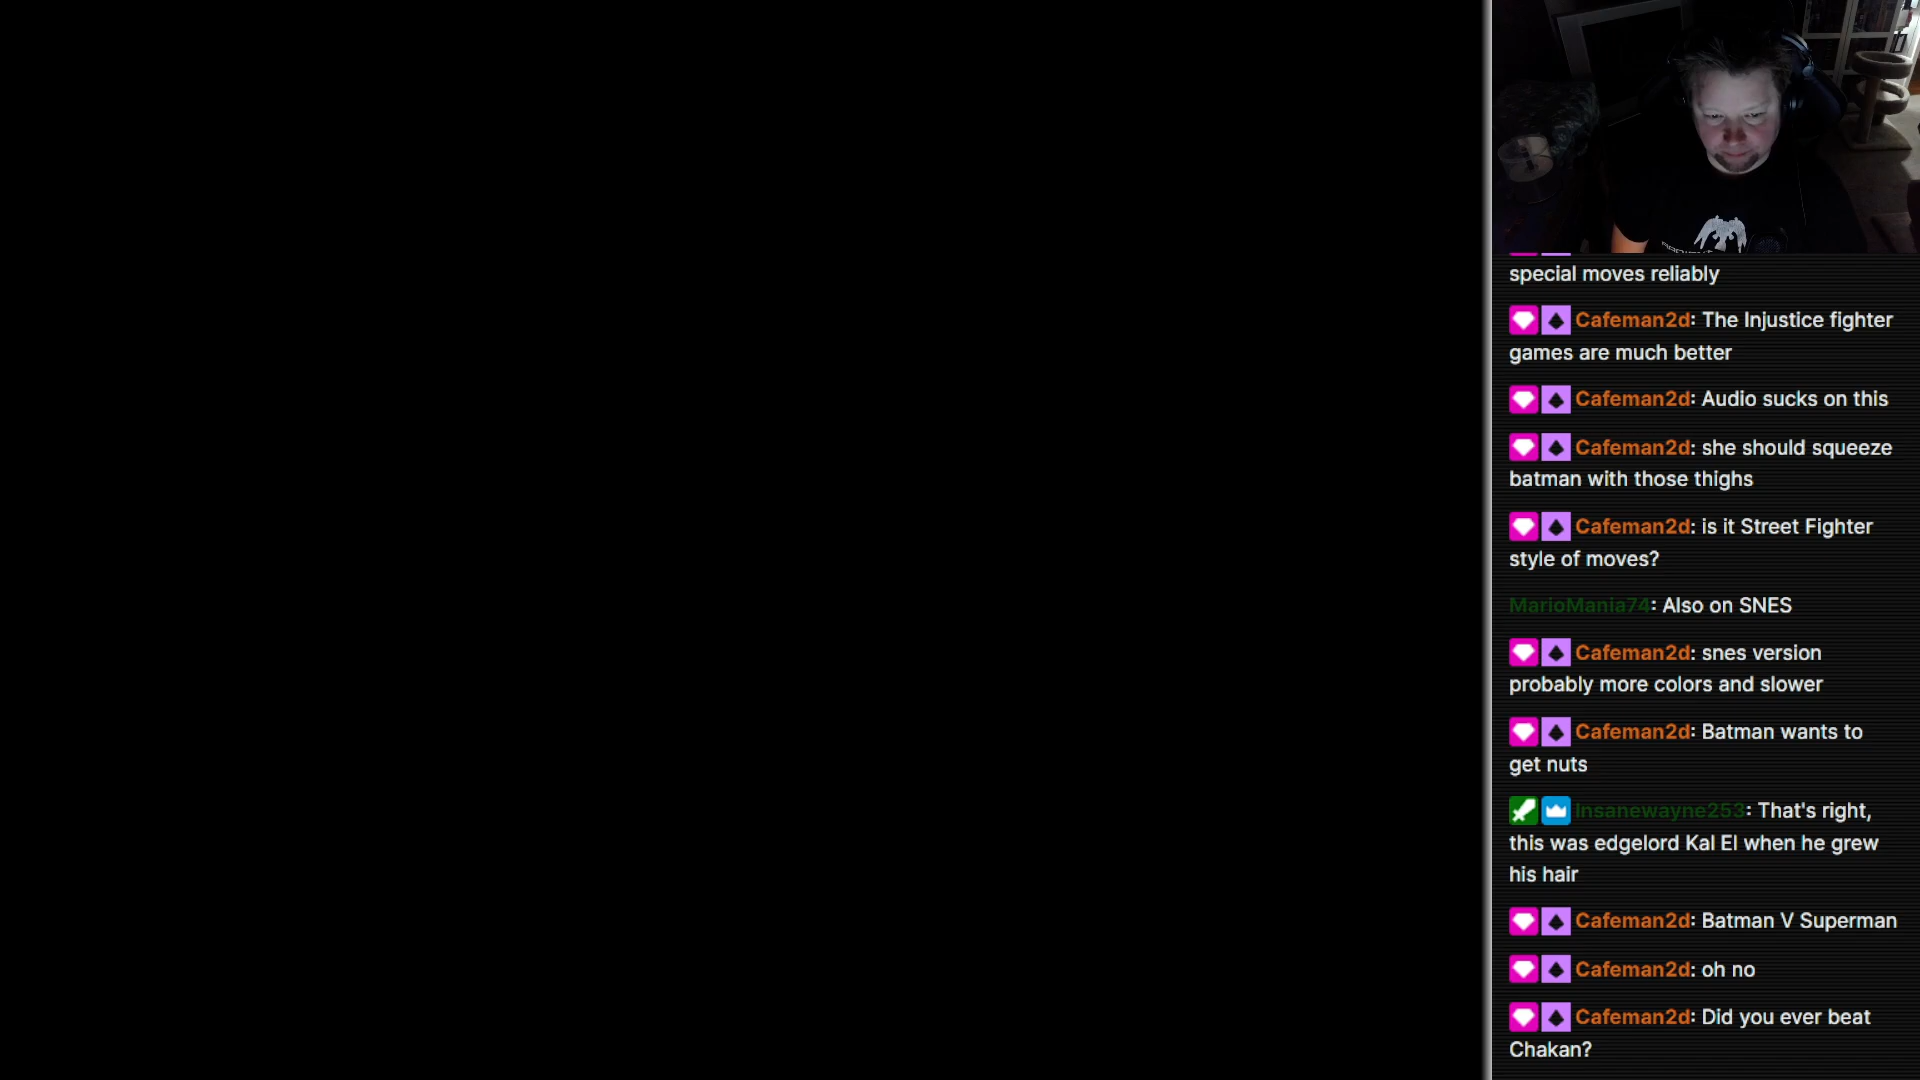 special moves reliably
Cafeman2d: The Injustice fighter
games are much better
Cafeman2d: Audio sucks on this
Cafeman2d: she should squeeze
batman with those thighs
Cafeman2d: is it Street Fighter
style of moves?
MarioMania74: Also on SNES
Cafeman2d: snes version
probably more colors and slower
Cafeman2d: Batman wants to
get nuts
Insanewayne253: That's right,
this was edgelord Kal El when he grew
his hair
Cafeman2d: Batman V Superman
Cafeman2d: oh no
Cafeman2d: Did you ever beat
Chakan?